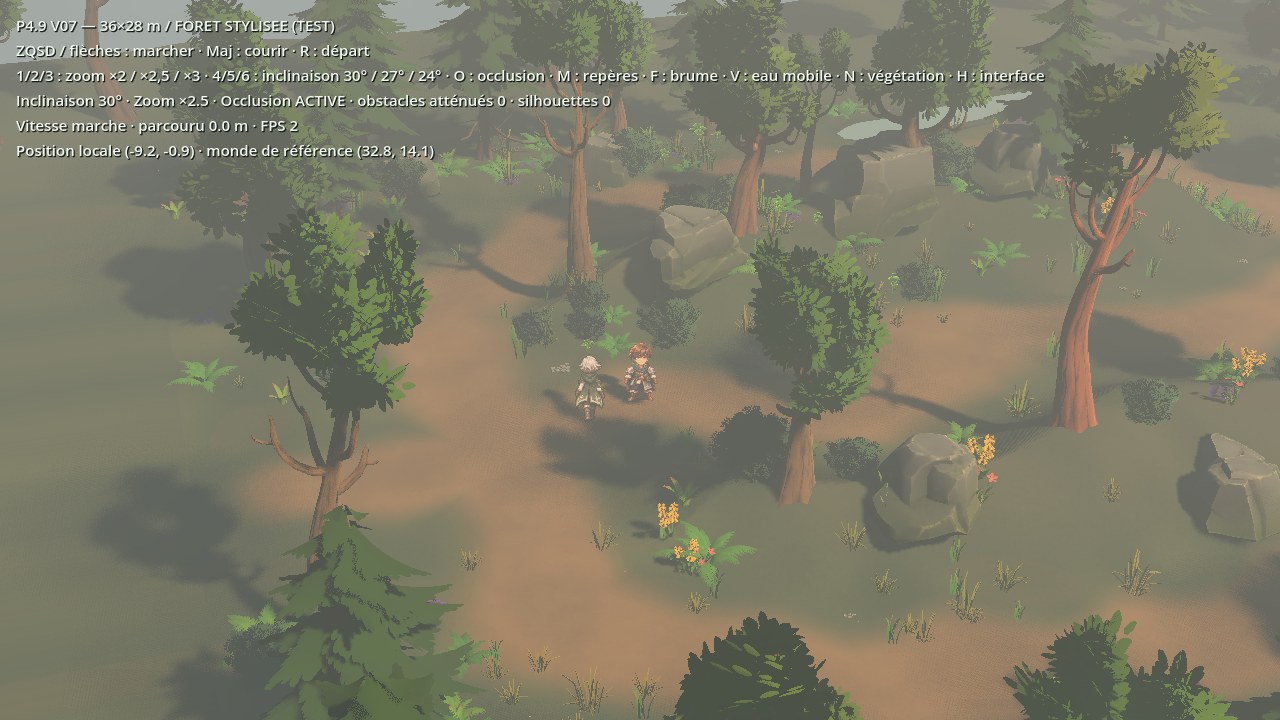 P4.9 V07 — 36×28 m / FORET STYLISEE (TEST)
ZQSD / flèches : marcher · Maj : courir · R : départ
1/2/3 : zoom ×2 / ×2,5 / ×3 · 4/5/6 : inclinaison 30° / 27° / 24° · O : occlusion · M : repères · F : brume · V : eau mobile · N : végétation · H : interface
Inclinaison 30° · Zoom ×2.5 · Occlusion ACTIVE · obstacles atténués 0 · silhouettes 0
Vitesse marche · parcouru 0.0 m · FPS 2
Position locale (-9.2, -0.9) · monde de référence (32.8, 14.1)